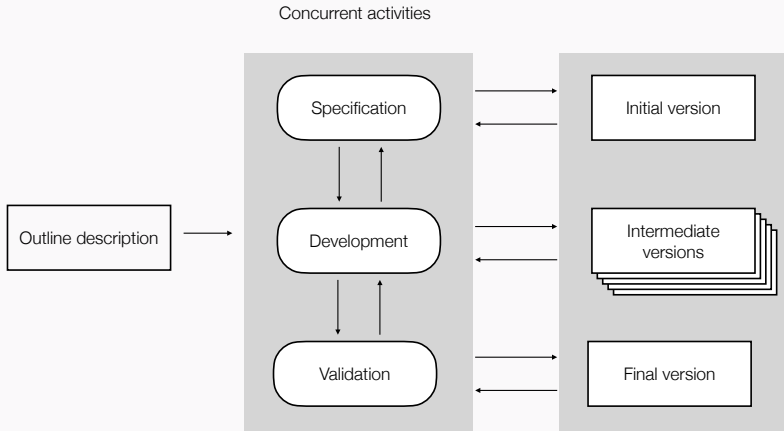 Concurrent activities
Specification
Initial version
Outline description
Development
Intermediate
versions
Validation
Final version